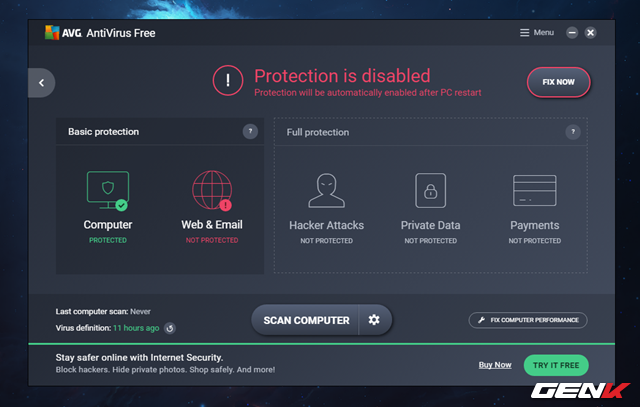 AVG AntiVirus Free
Menu
Protection is disabled
Protection will be automatically enabled after PC restart
FIX NOW
Basic protection
?
Full protection
?
Computer
PROTECTED
Web & Email
NOT PROTECTED
Hacker Attacks
NOT PROTECTED
Private Data
NOT PROTECTED
Payments
NOT PROTECTED
Last computer scan: Never
Virus definition: 11 hours ago
SCAN COMPUTER
FIX COMPUTER PERFORMANCE
Stay safer online with Internet Security.
Block hackers. Hide private photos. Shop safely. And more!
Buy Now
TRY IT FREE
GENK